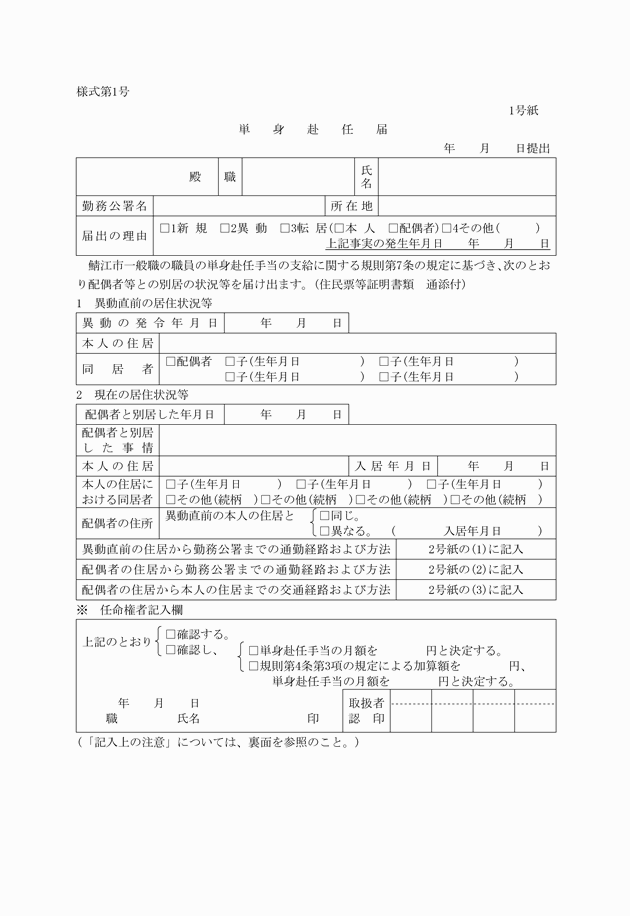 様式第1号
1号紙
単身赴任届
年　月　日提出
殿　職　氏名
勤務公署名　所在地
届出の理由　□1新規　□2異動　□3転居(□本人　□配偶者)□4その他(　　)
上記事実の発生年月日　年　月　日
鯖江市一般職の職員の単身赴任手当の支給に関する規則第7条の規定に基づき、次のとお
り配偶者等との別居の状況等を届け出ます。(住民票等証明書類　通添付)
1　異動直前の居住状況等
異動の発令年月日　年　月　日
本人の住居
同居者　□配偶者　□子(生年月日　　)　□子(生年月日　　)
□子(生年月日　　)　□子(生年月日　　)
2　現在の居住状況等
配偶者と別居した年月日　年　月　日
配偶者と別居
した事情
本人の住居　入居年月日　年　月　日
本人の住居に　□子(生年月日　　)　□子(生年月日　　)　□子(生年月日　　)
おける同居者　□その他(続柄　)□その他(続柄　)□その他(続柄　)□その他(続柄　)
配偶者の住所　異動直前の本人の住居と　□同じ。
□異なる。　(　　入居年月日　　)
異動直前の住居から勤務公署までの通勤経路および方法　2号紙の(1)に記入
配偶者の住居から勤務公署までの通勤経路および方法　2号紙の(2)に記入
配偶者の住居から本人の住居までの交通経路および方法　2号紙の(3)に記入
※　任命権者記入欄
上記のとおり　□確認する。
□確認し、　□単身赴任手当の月額を　　円と決定する。
□規則第4条第3項の規定による加算額を　　円、
単身赴任手当の月額を　　円と決定する。
年　月　日　取扱者
職　氏名　印　認印
(「記入上の注意」については、裏面を参照のこと。)